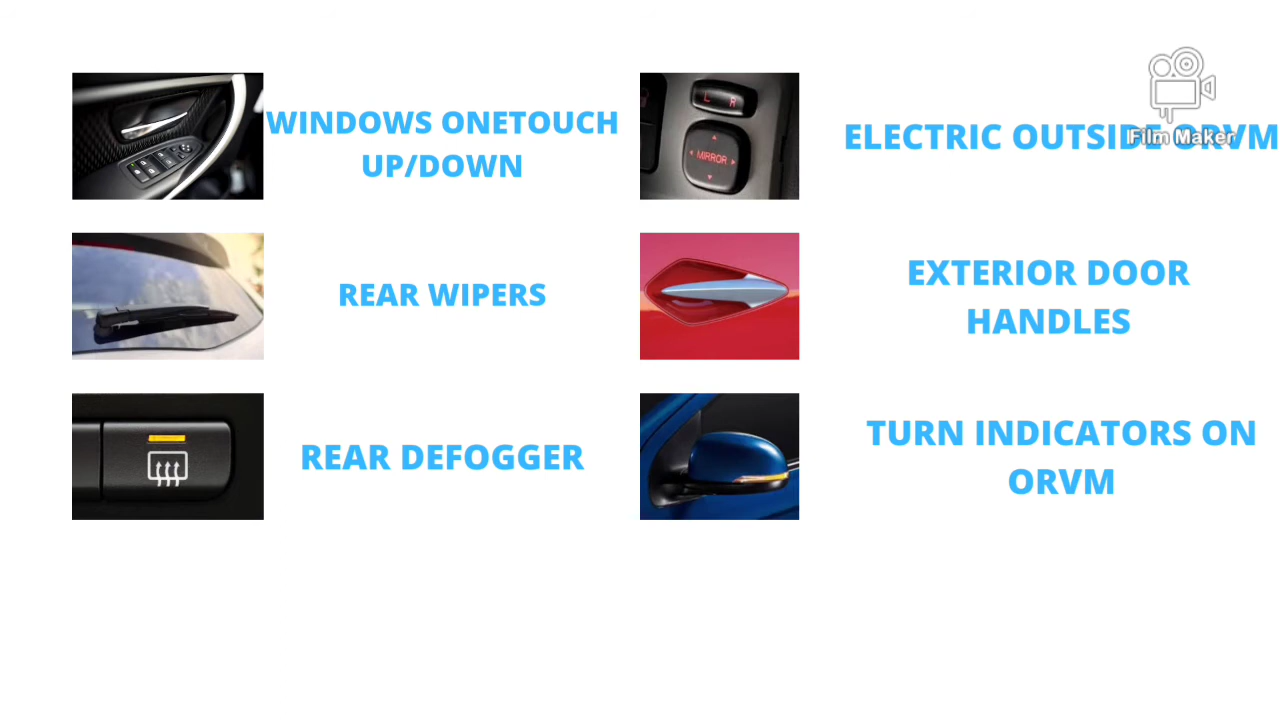 WINDOWS ONETOUCH
UP/DOWN
L R
MIRROR
ELECTRIC OUTSIDE ORVM
Film Maker
REAR WIPERS
EXTERIOR DOOR
HANDLES
REAR DEFOGGER
TURN INDICATORS ON
ORVM